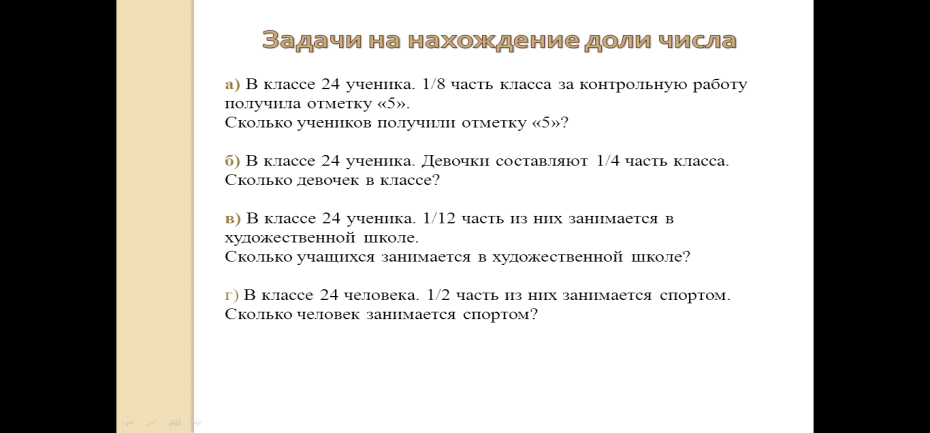 Задачи на нахождение доли числа
а) В классе 24 ученика. 1/8 часть класса за контрольную работу
получила отметку «5».
Сколько учеников получили отметку «5»?
б) В классе 24 ученика. Девочки составляют 1/4 часть класса.
Сколько девочек в классе?
в) В классе 24 ученика. 1/12 часть из них занимается в
художественной школе.
Сколько учащихся занимается в художественной школе?
г) В классе 24 человека. 1/2 часть из них занимается спортом.
Сколько человек занимается спортом?